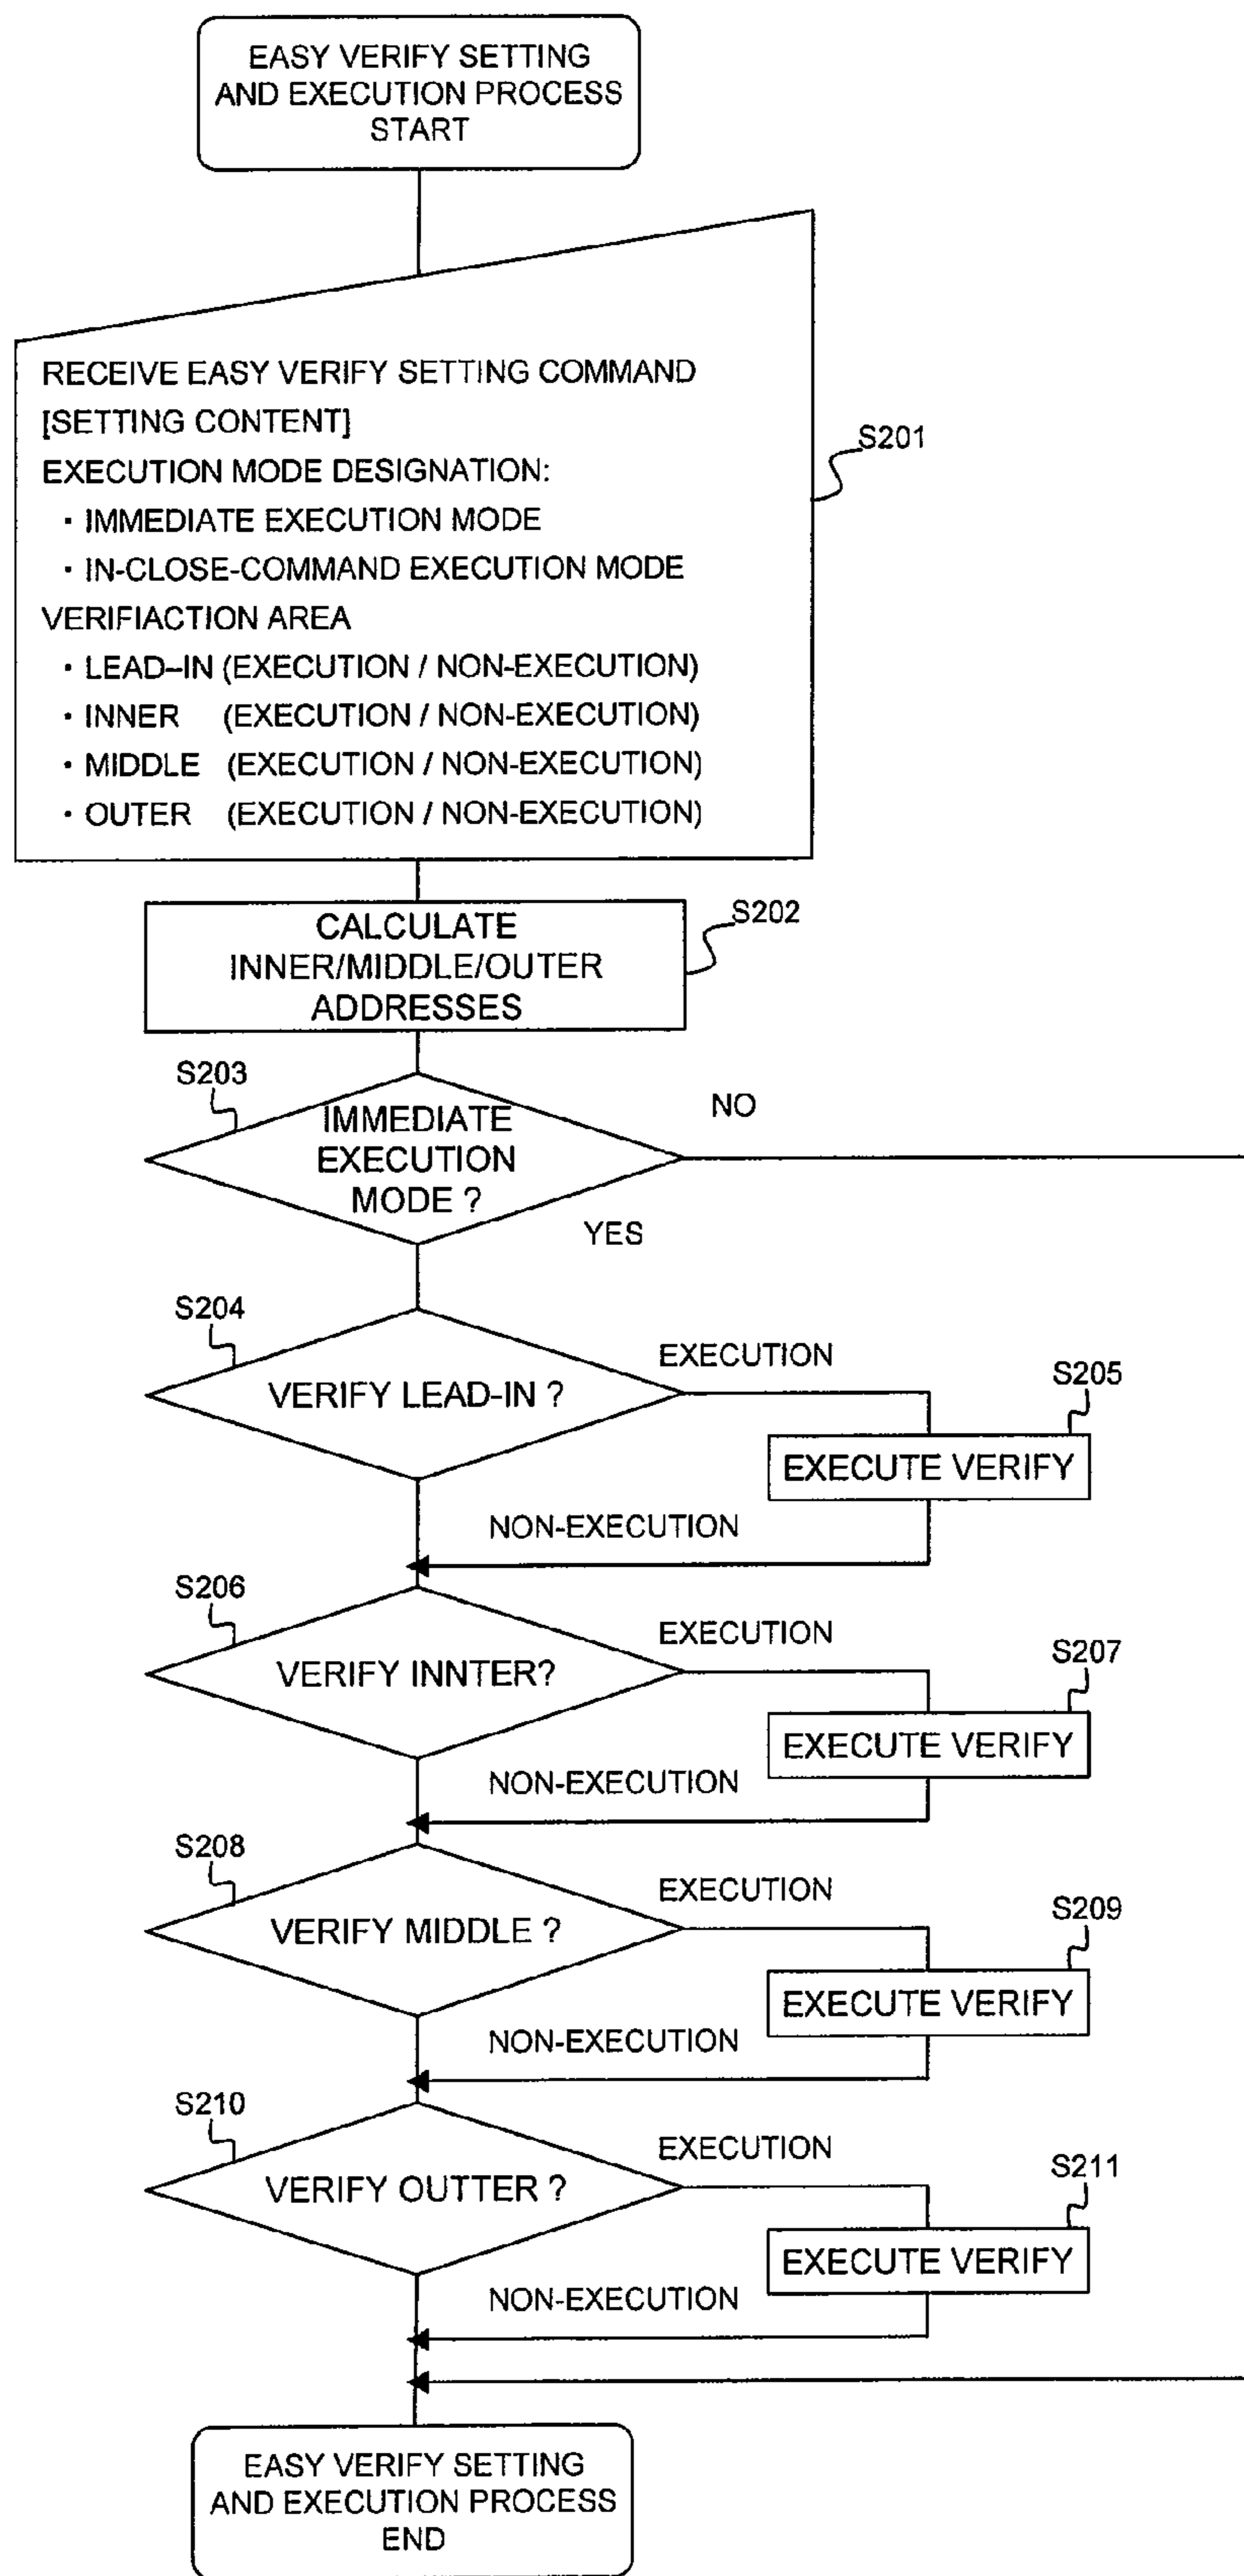 EASY VERIFY SETTING
AND EXECUTION PROCESS
START
RECEIVE EASY VERIFY SETTING COMMAND
[SETTING CONTENT]
EXECUTION MODE DESIGNATION:
・IMMEDIATE EXECUTION MODE
・IN-CLOSE-COMMAND EXECUTION MODE
VERIFIACTION AREA
・LEAD–IN (EXECUTION / NON-EXECUTION)
・INNER (EXECUTION / NON-EXECUTION)
・MIDDLE (EXECUTION / NON-EXECUTION)
・OUTER (EXECUTION / NON-EXECUTION)
S201
CALCULATE
INNER/MIDDLE/OUTER
ADDRESSES
S202
S203
IMMEDIATE
EXECUTION
MODE ?
NO
YES
S204
VERIFY LEAD-IN ?
EXECUTION
S205
EXECUTE VERIFY
NON-EXECUTION
S206
VERIFY INNTER?
EXECUTION
S207
EXECUTE VERIFY
NON-EXECUTION
S208
VERIFY MIDDLE ?
EXECUTION
S209
EXECUTE VERIFY
NON-EXECUTION
S210
VERIFY OUTTER ?
EXECUTION
S211
EXECUTE VERIFY
NON-EXECUTION
EASY VERIFY SETTING
AND EXECUTION PROCESS
END